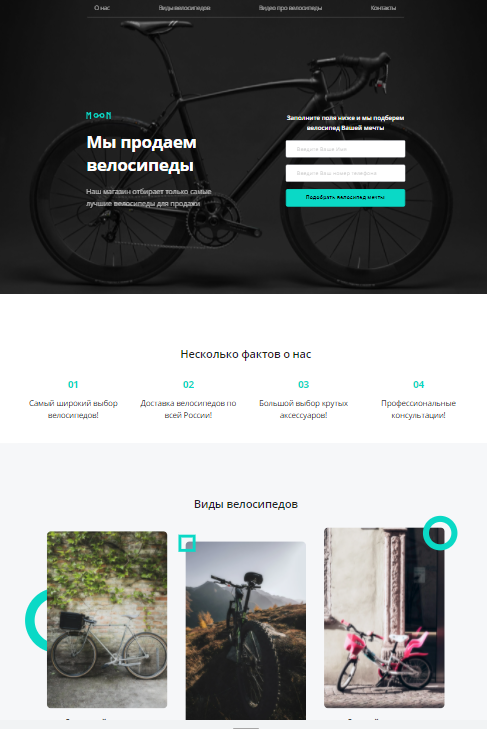 О нас
Виды велосипедов
Видео про велосипеды
Контакты
MOON
Мы продаем
велосипеды
Наш магазин отбирает только самые
лучшие велосипеды для продажи
Заполните поля ниже и мы подберем
велосипед Вашей мечты
Введите Ваше Имя
Введите Ваш номер телефона
Подобрать велосипед мечты
Несколько фактов о нас
01
Самый широкий выбор
велосипедов!
02
Доставка велосипедов по
всей России!
03
Большой выбор крутых
аксессуаров!
04
Профессиональные
консультации!
Виды велосипедов